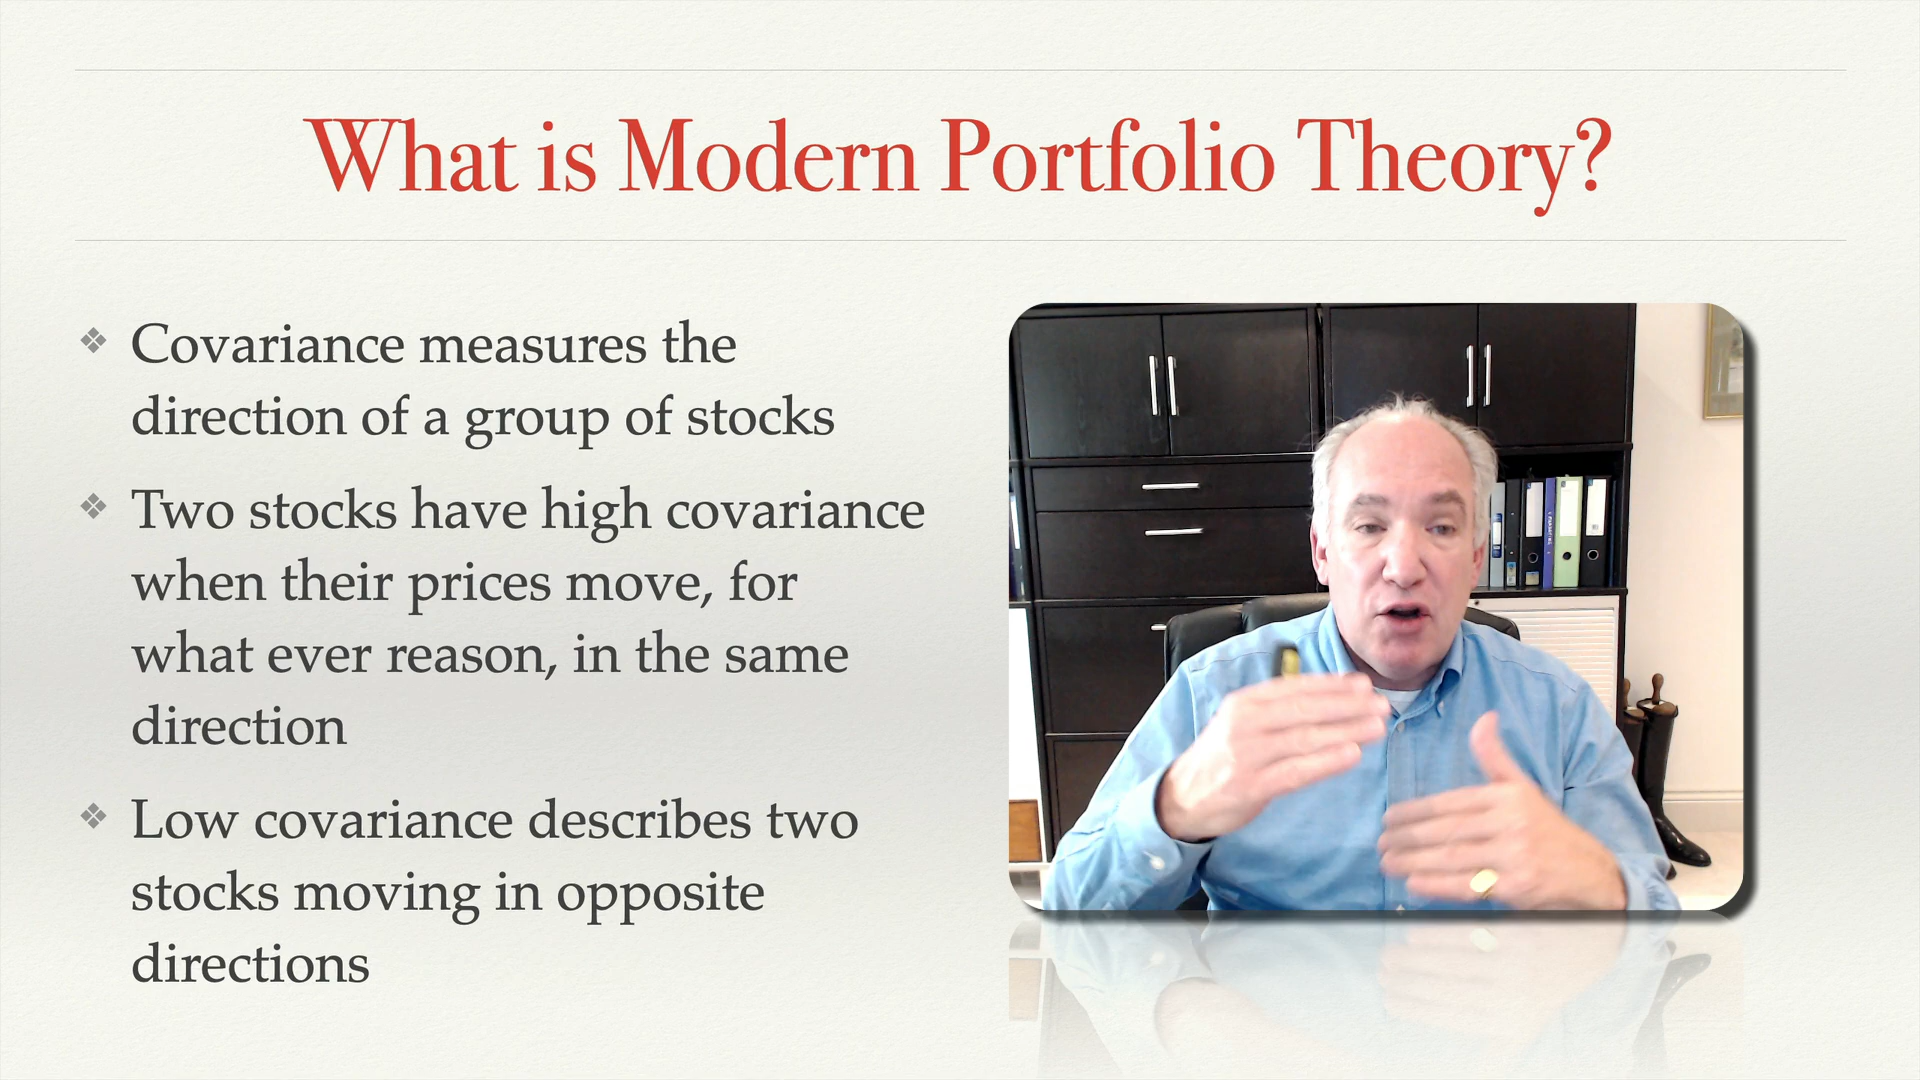 What is Modern Portfolio Theory?
Covariance measures the
direction of a group of stocks
Two stocks have high covariance
when their prices move, for
what ever reason, in the same
direction
Low covariance describes two
stocks moving in opposite
directions